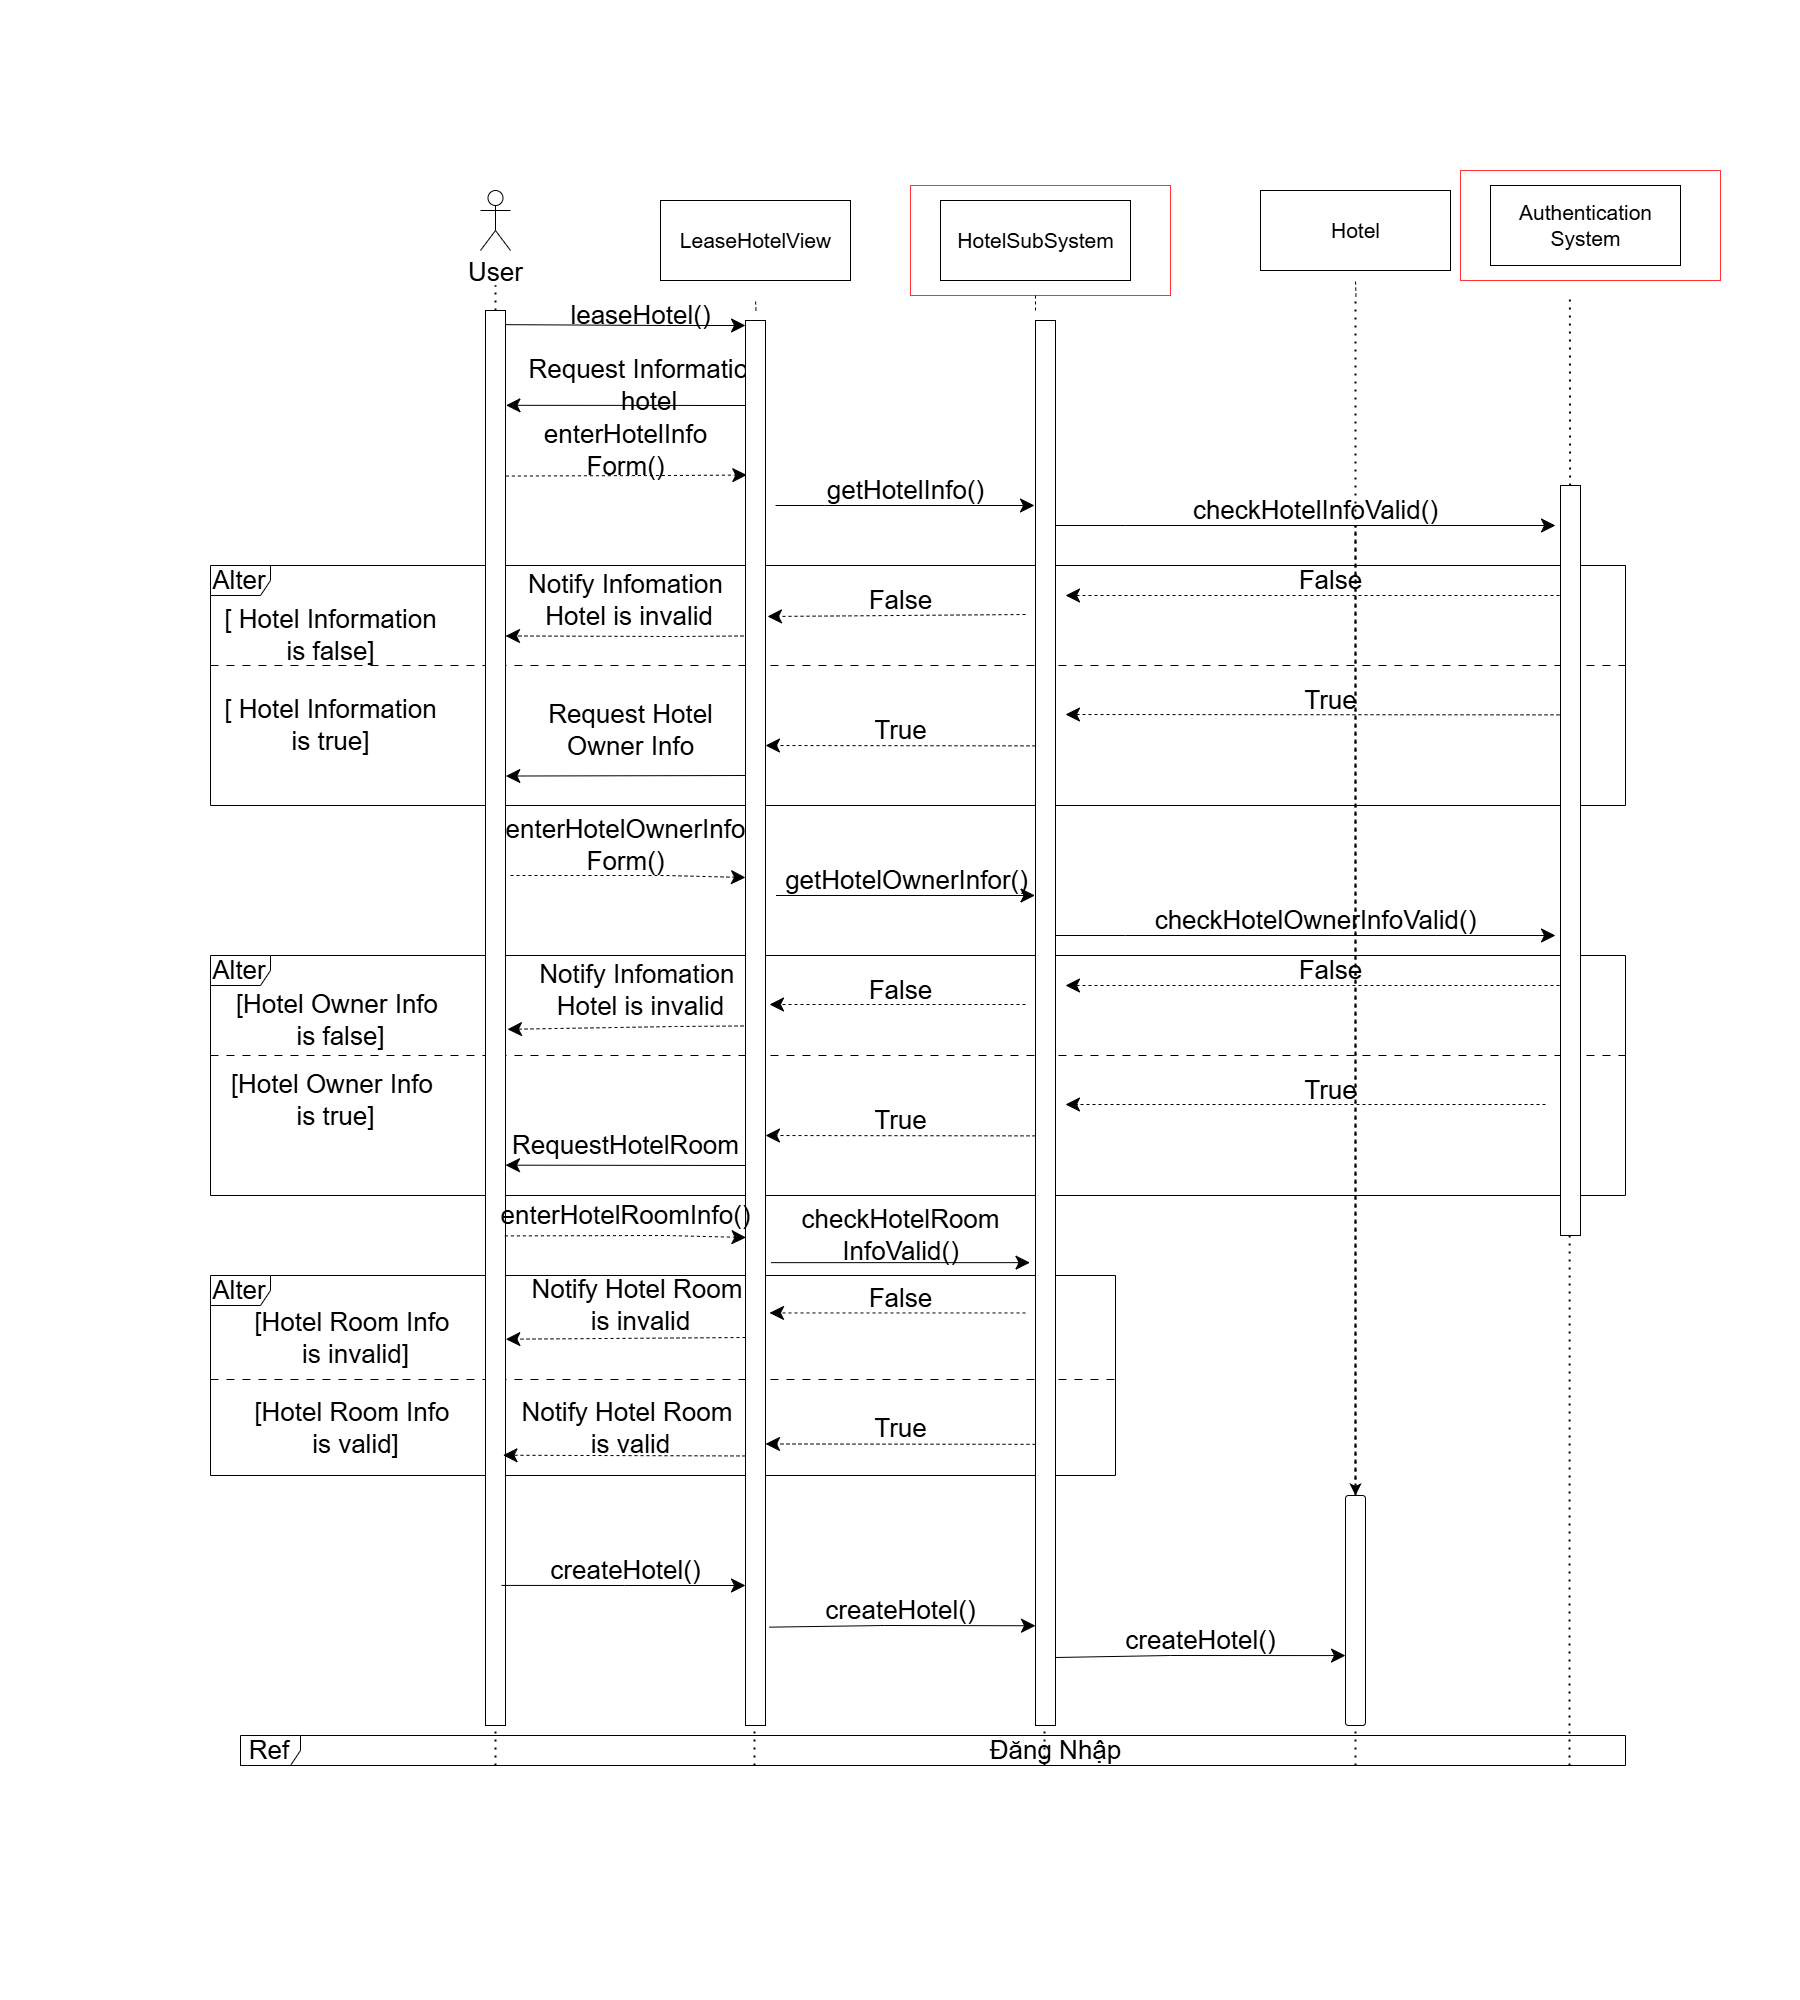 User
LeaseHotelView
HotelSubSystem
Hotel
Authentication
System
leaseHotel()
Request Informatio
hotel
enterHotelInfo
Form()
getHotelInfo()
checkHotelInfoValid()
Alter
[ Hotel Information
is false]
Notify Infomation
Hotel is invalid
False
False
[ Hotel Information
is true]
Request Hotel
Owner Info
True
True
enterHotelOwnerInfo
Form()
getHotelOwnerInfor()
checkHotelOwnerInfoValid()
Alter
[Hotel Owner Info
is false]
Notify Infomation
Hotel is invalid
False
False
[Hotel Owner Info
is true]
RequestHotelRoom
True
True
enterHotelRoomInfo()
checkHotelRoom
InfoValid()
Alter
[Hotel Room Info
is invalid]
Notify Hotel Room
is invalid
False
[Hotel Room Info
is valid]
Notify Hotel Room
is valid
True
createHotel()
createHotel()
createHotel()
Ref
Đăng Nhập